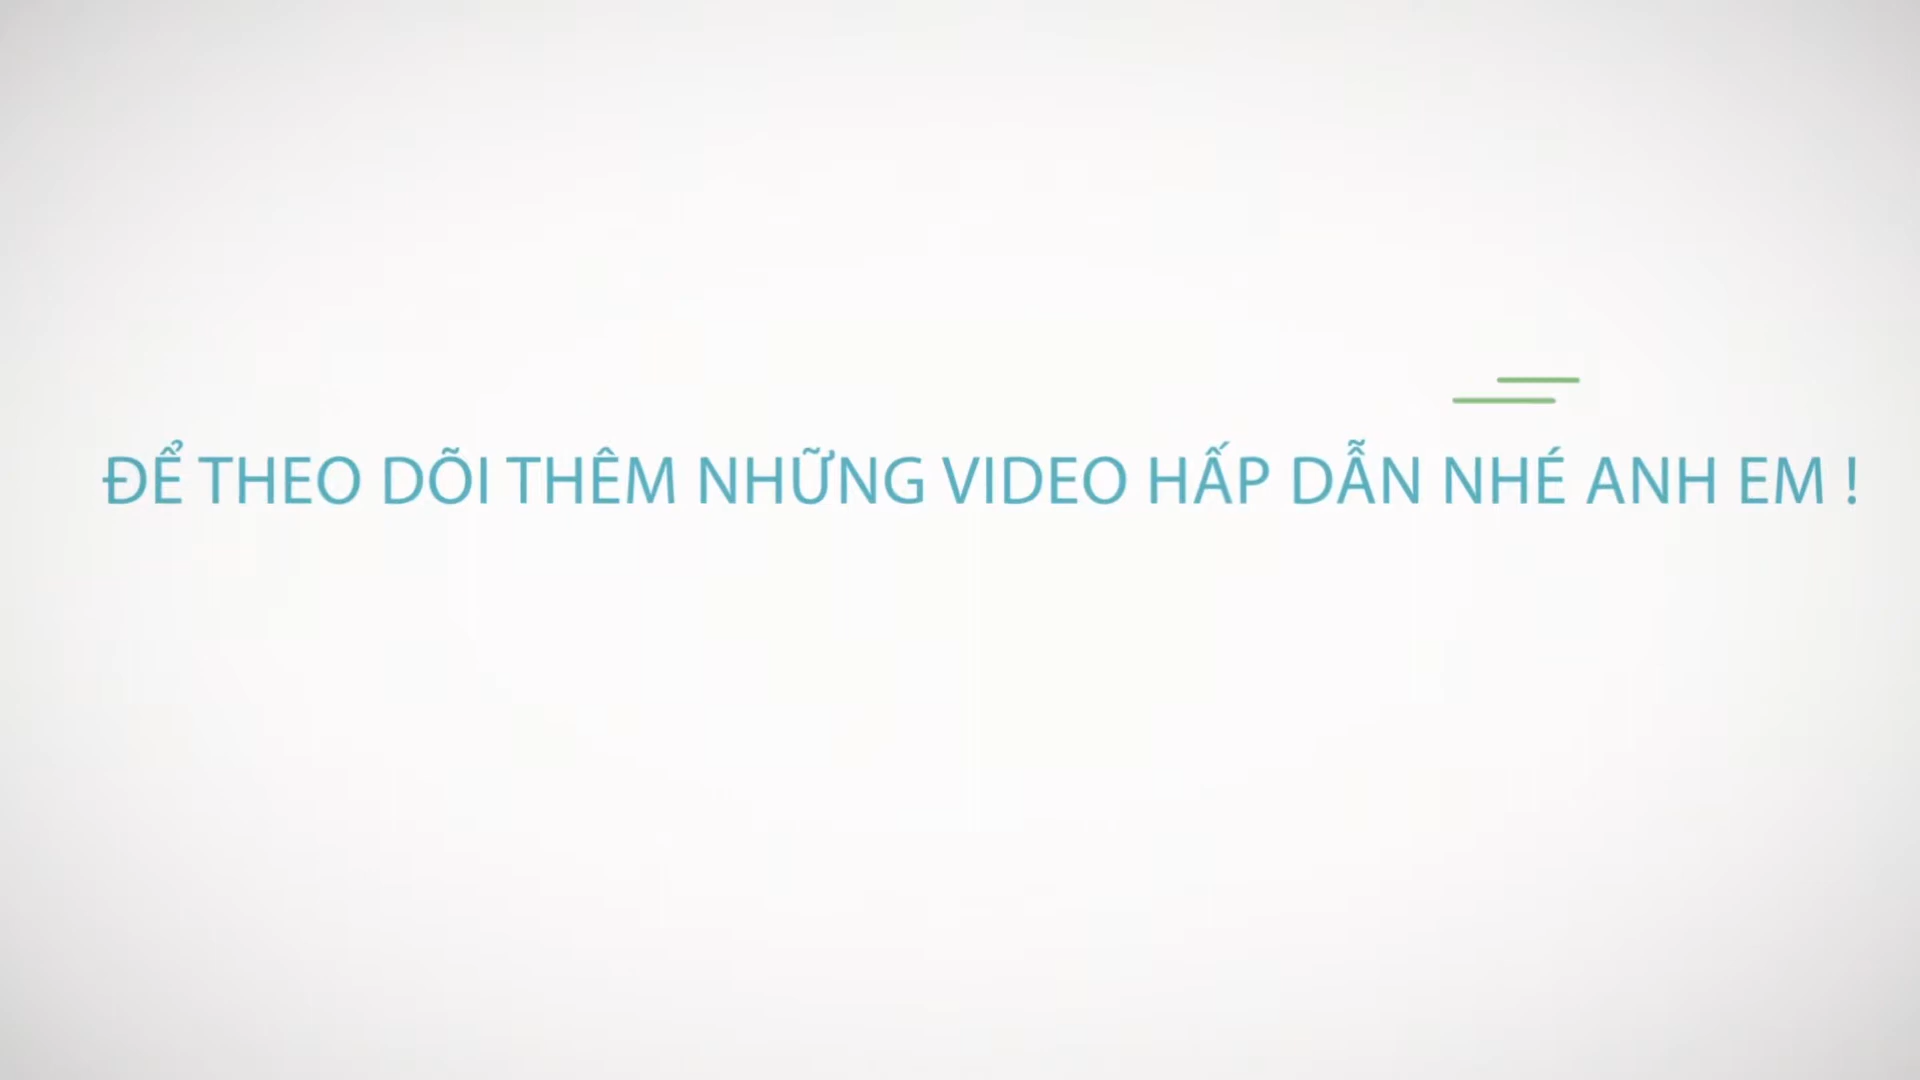 ĐỂ THEO DÕI THÊM NHỮNG VIDEO HẤP DẪN NHÉ ANH EM !